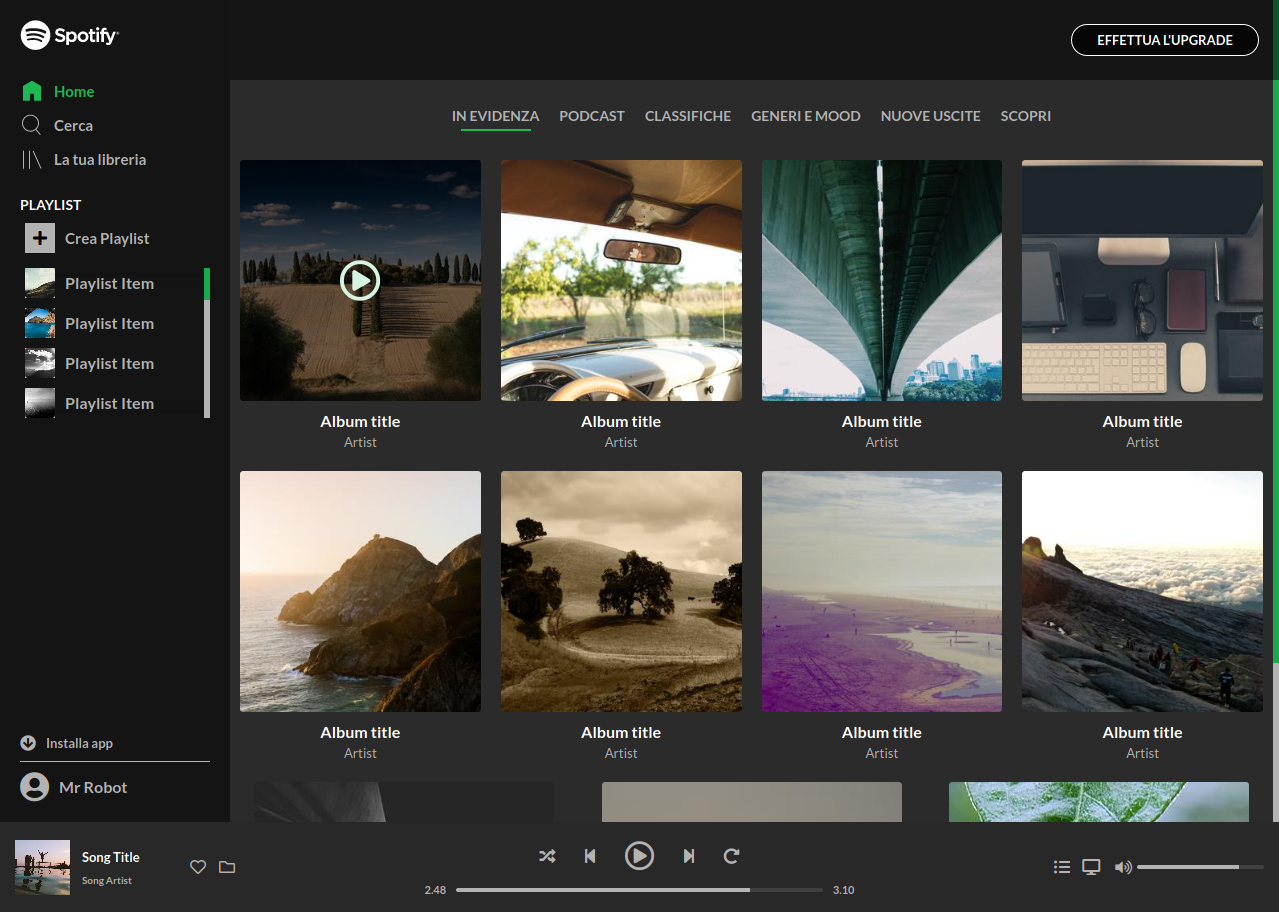 Spotify
EFFETTUA L'UPGRADE
Home
Cerca
La tua libreria
PLAYLIST
Crea Playlist
Playlist Item
Playlist Item
Playlist Item
Playlist Item
Installa app
Mr Robot
IN EVIDENZA PODCAST CLASSIFICHE GENERI E MOOD NUOVE USCITE SCOPRI
Album title Album title Album title Album title
Artist Artist Artist Artist
Album title Album title Album title Album title
Artist Artist Artist Artist
Song Title
Song Artist
2.48 3.10